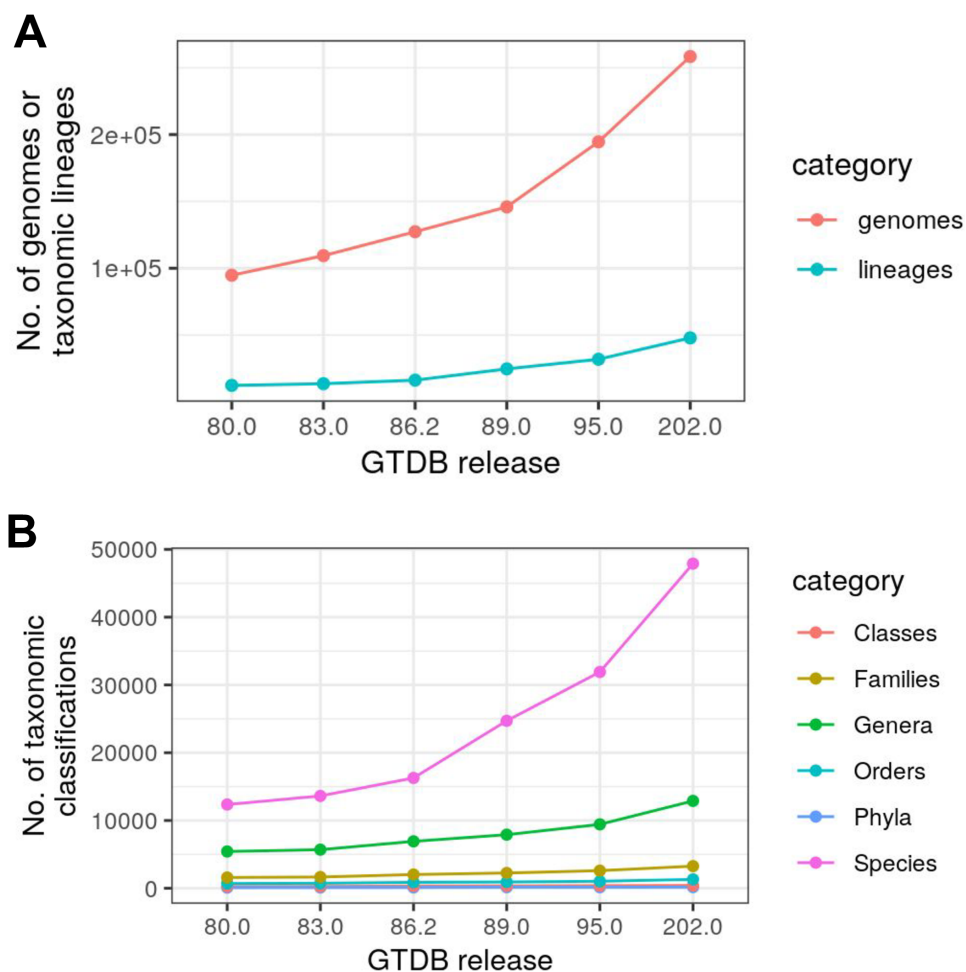 A
No. of genomes or
taxonomic lineages
2e+05
1e+05
80.0 83.0 86.2 89.0 95.0 202.0
GTDB release
category
genomes
lineages
B
No. of taxonomic
classifications
50000
40000
30000
20000
10000
0
80.0 83.0 86.2 89.0 95.0 202.0
GTDB release
category
Classes
Families
Genera
Orders
Phyla
Species